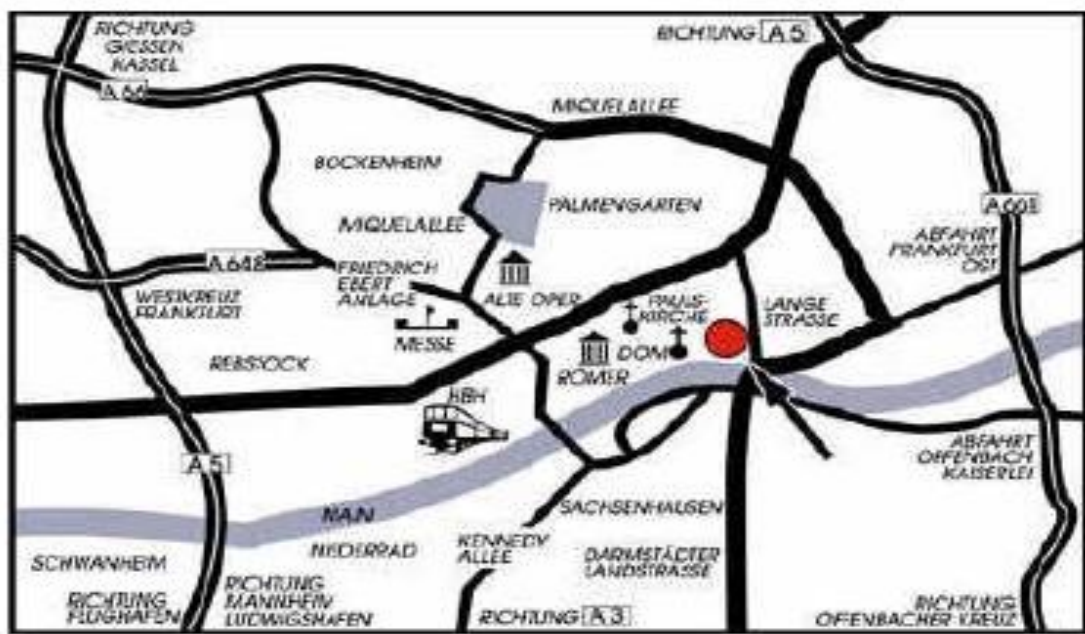 RICHTUNG
GIESSEN
KASSEL
RICHTUNG A 5
A 66
MIQUELALLEE
BOCKENHEIM
PALMENGARTEN
A 661
MIQUELALLEE
ABFAHRT
FRANKFURT
OST
A 648
FRIEDRICH
EBERT
ANLAGE
ALTE OPER
PAULS-
KIRCHE
LANGE
STRASSE
WESTKREUZ
FRANKFURT
MESSE
DOM
REBSTOCK
RÖMER
HBH
ABFAHRT
OFFENBACH
KAISERLEI
A 5
SACHSENHAUSEN
MAIN
NIEDERRAD
KENNEDY
ALLEE
DARMSTÄDTER
LANDSTRASSE
SCHWANHEIM
RICHTUNG
FLUGHAFEN
RICHTUNG
MANNHEIM
LUDWIGSHAFEN
RICHTUNG A 3
RICHTUNG
OFFENBACHER KREUZ